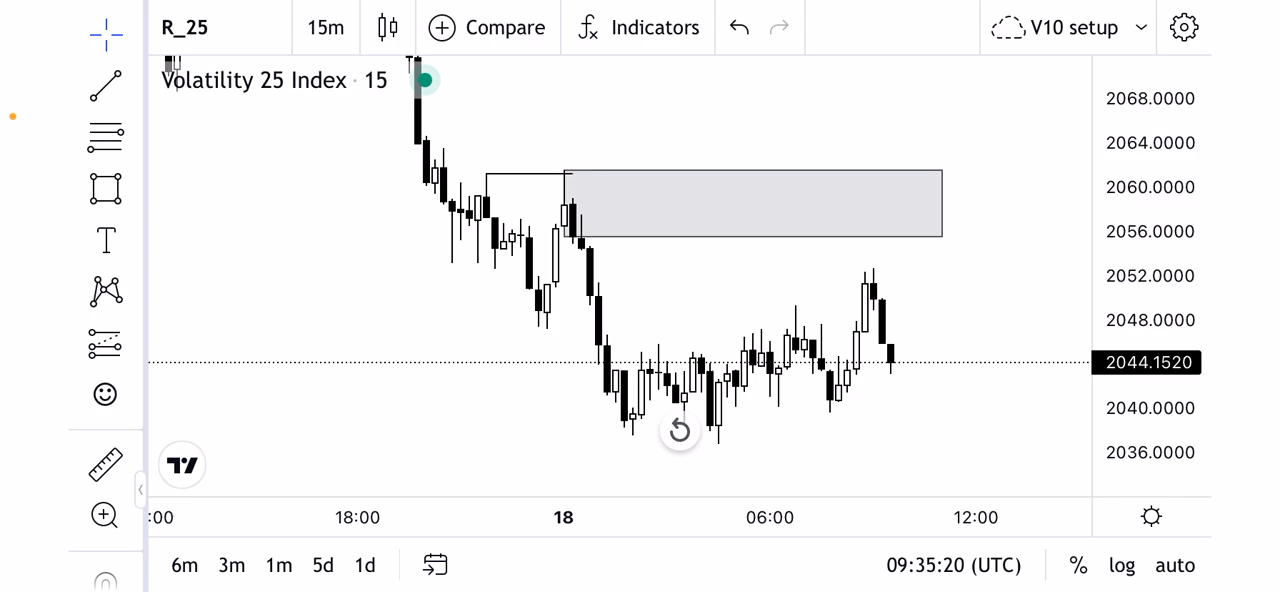 R_25 15m Compare Indicators V10 setup
Volatility 25 Index · 15
2068.0000
2064.0000
2060.0000
2056.0000
2052.0000
2048.0000
2044.1520
2040.0000
2036.0000
:00 18:00 18 06:00 12:00
6m 3m 1m 5d 1d 09:35:20 (UTC) % log auto